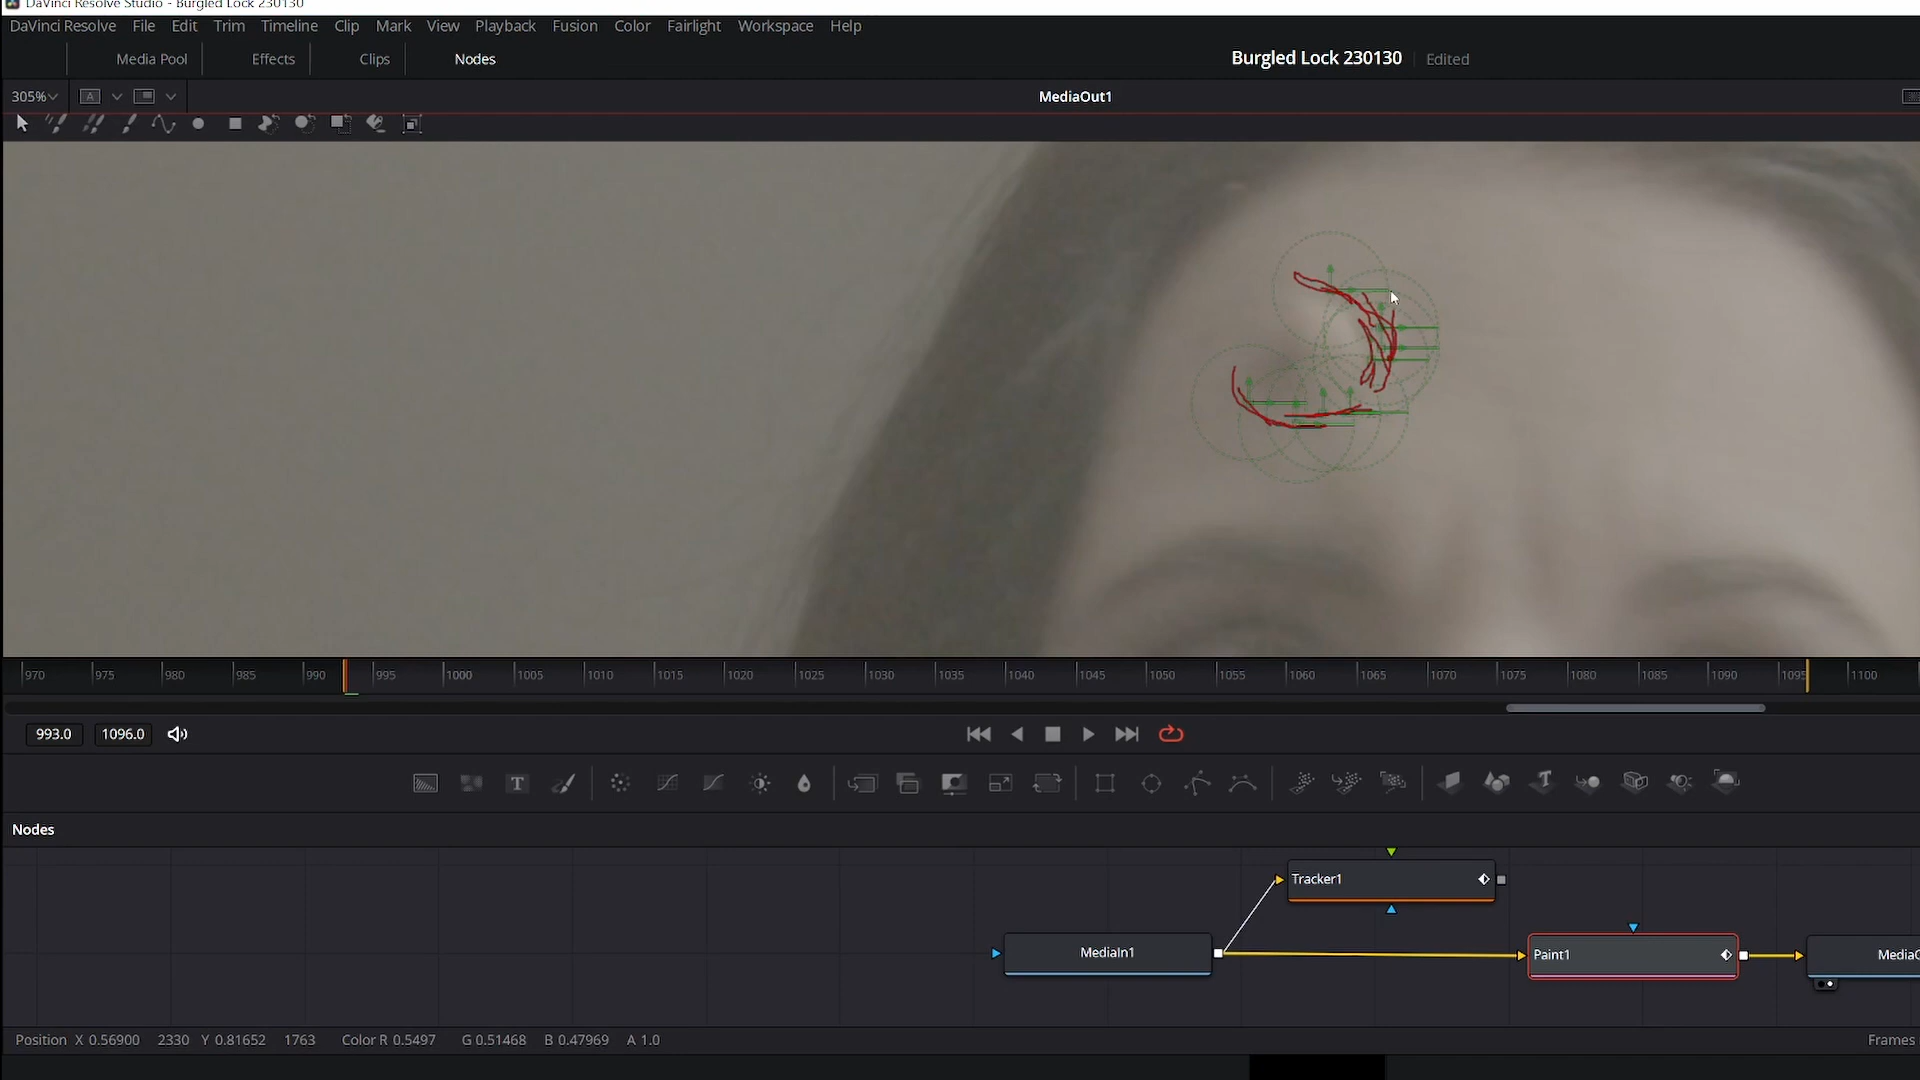 DaVinci Resolve Studio - Burgled Lock 230130
DaVinci Resolve File Edit Trim Timeline Clip Mark View Playback Fusion Color Fairlight Workspace Help
Media Pool Effects Clips Nodes Burgled Lock 230130 Edited
305% A MediaOut1
970 975 980 985 990 995 1000 1005 1010 1015 1020 1025 1030 1035 1040 1045 1050 1055 1060 1065 1070 1075 1080 1085 1090 1095 1100
993.0 1096.0
T T
Nodes
Tracker1
MediaIn1 Paint1 MediaO
Position X 0.56900 2330 Y 0.81652 1763 Color R 0.5497 G 0.51468 B 0.47969 A 1.0 Frames